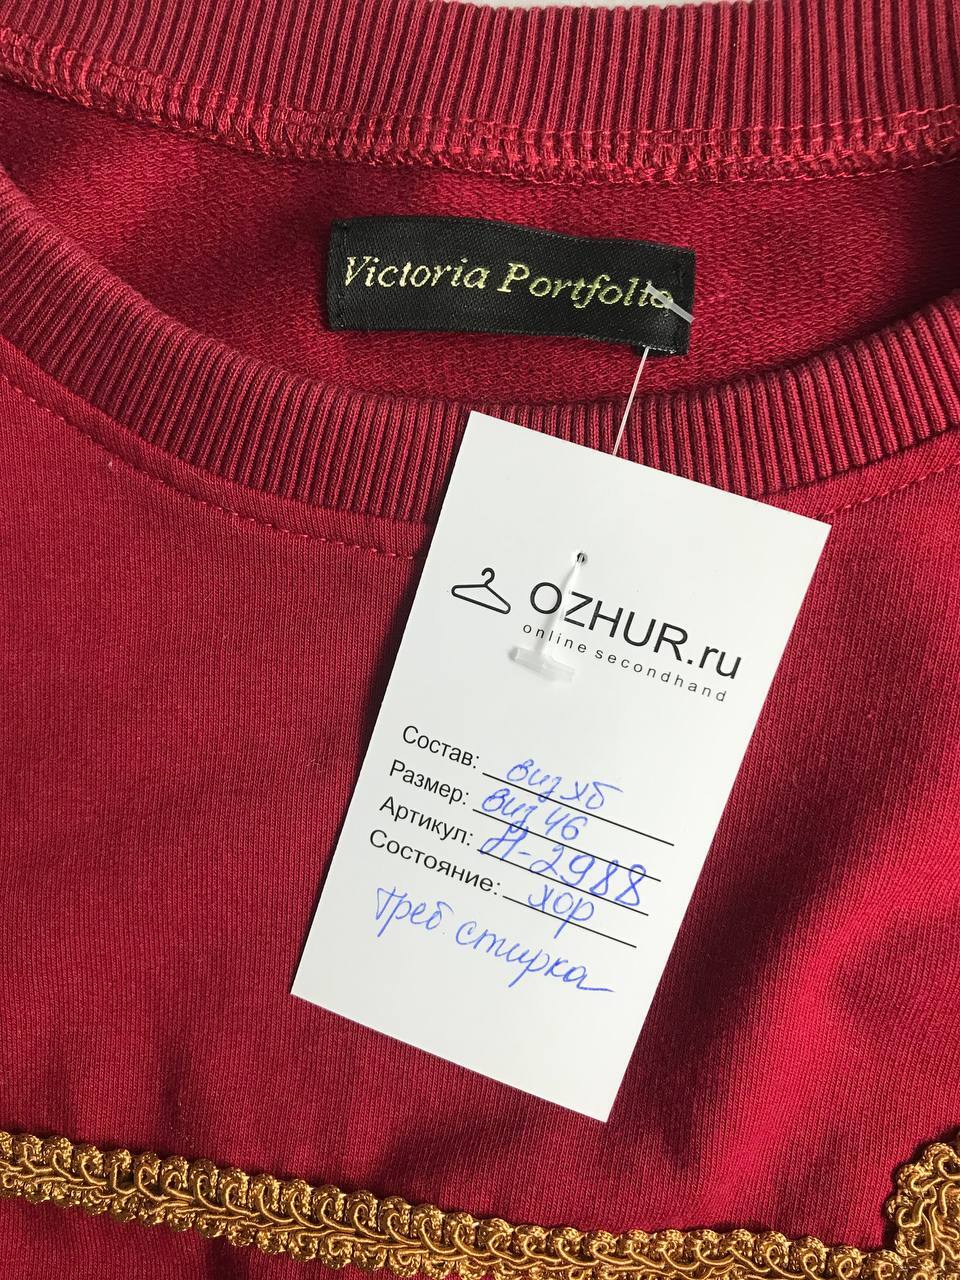 Victoria Portfolio
OZHUR.ru
online secondhand
Состав: виз хб
Размер: виз 46
Артикул: Н-2988
Состояние: хор
треб. стирка